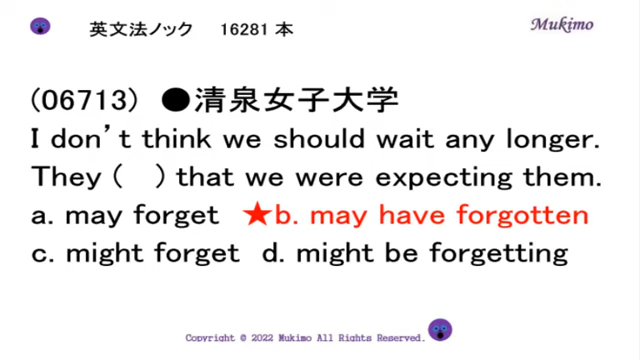 英文法ノック 16281 本
Mukimo
(06713) ●清泉女子大学
I don't think we should wait any longer.
They ( ) that we were expecting them.
a. may forget ★b. may have forgotten
c. might forget d. might be forgetting
Copyright © 2022 Mukimo All Rights Reserved.